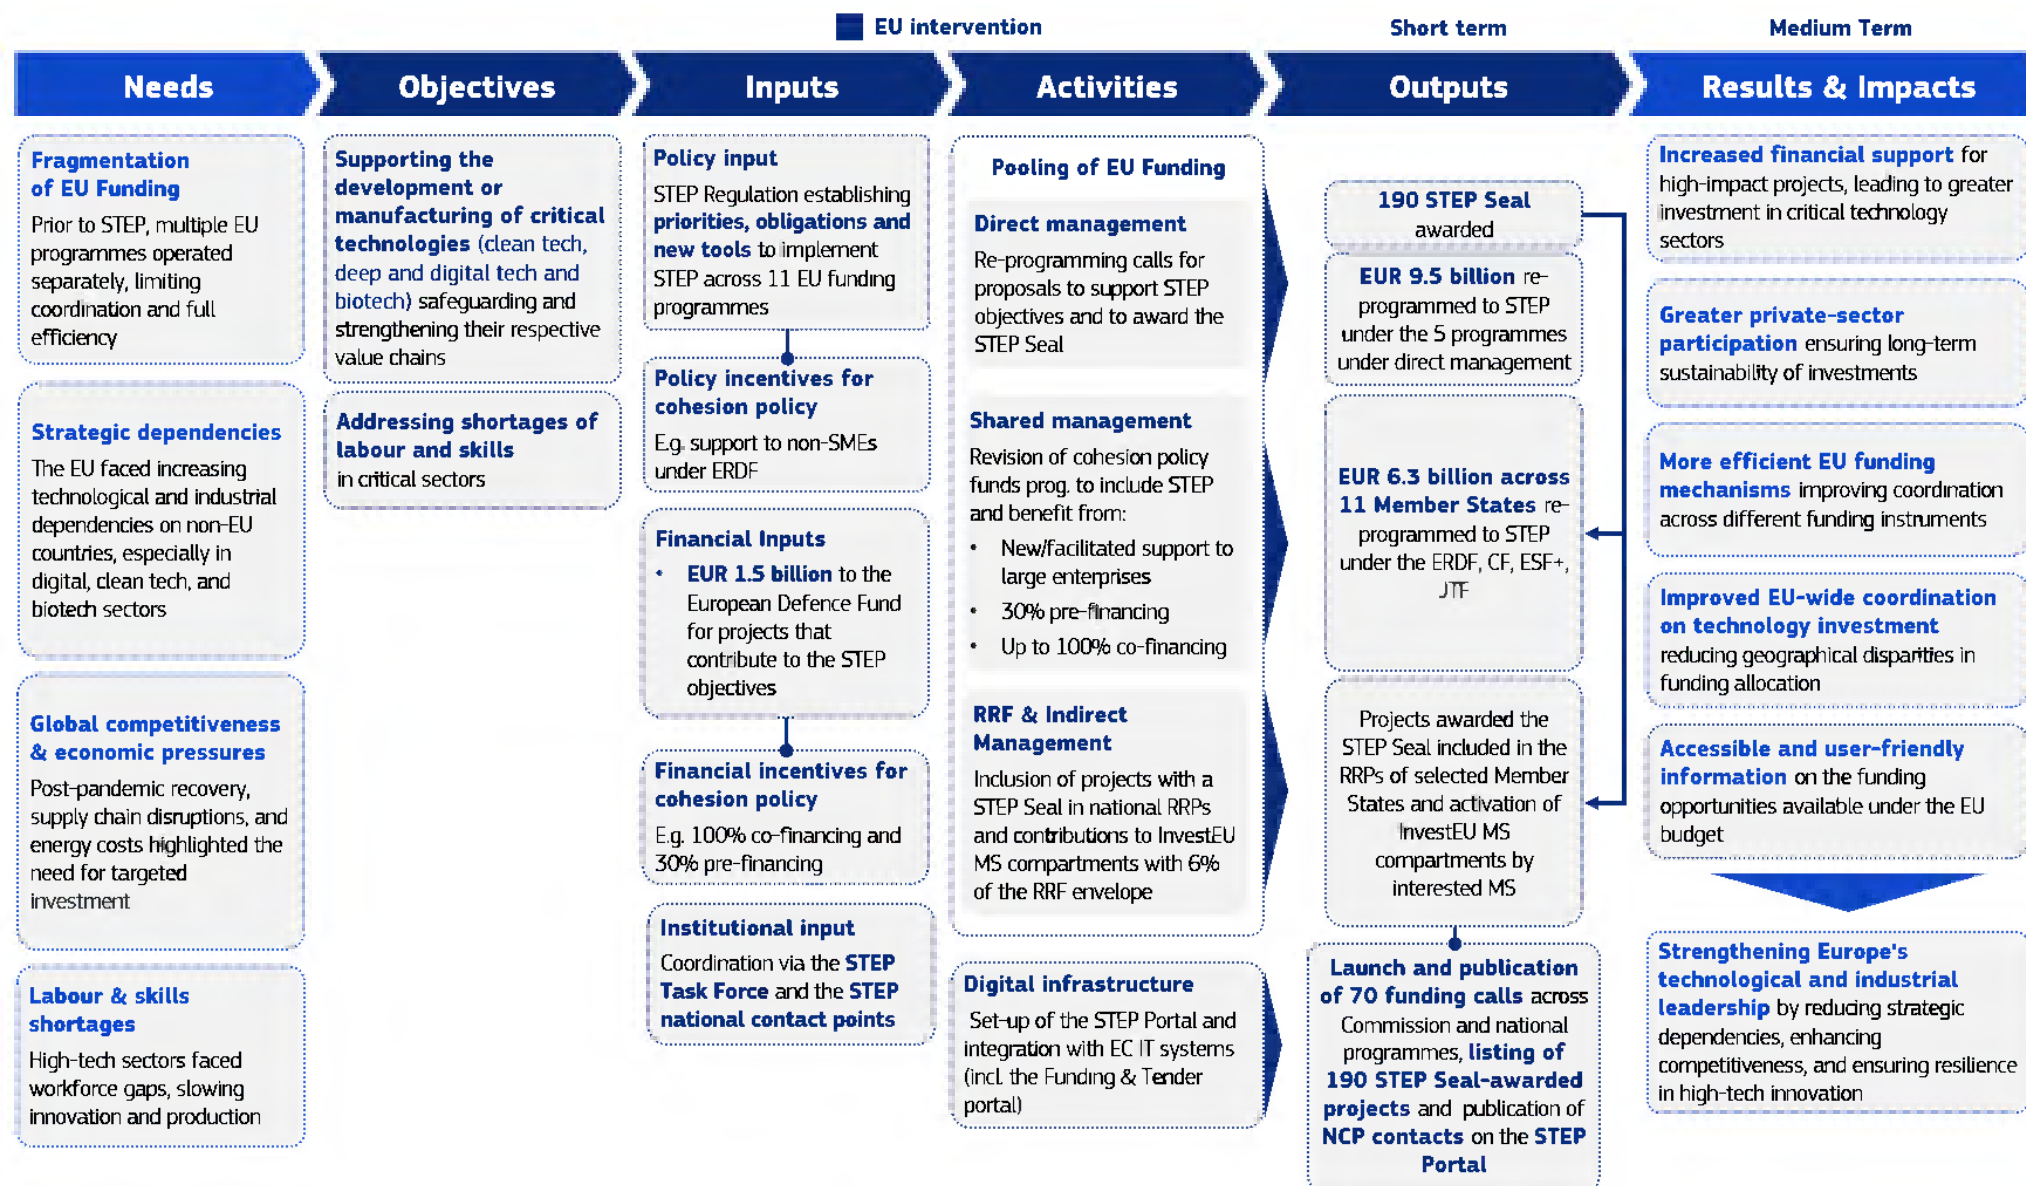 EU intervention
Short term
Medium Term
Needs
Objectives
Inputs
Activities
Outputs
Results & Impacts
Fragmentation
of EU Funding
Prior to STEP, multiple EU
programmes operated
separately, limiting
coordination and full
efficiency
Strategic dependencies
The EU faced increasing
technological and industrial
dependencies on non-EU
countries, especially in
digital, clean tech, and
biotech sectors
Global competitiveness
& economic pressures
Post-pandemic recovery,
supply chain disruptions, and
energy costs highlighted the
need for targeted
investment
Labour & skills
shortages
High-tech sectors faced
workforce gaps, slowing
innovation and production
Supporting the
development or
manufacturing of critical
technologies (clean tech,
deep and digital tech and
biotech) safeguarding and
strengthening their respective
value chains
Addressing shortages of
labour and skills
in critical sectors
Policy input
STEP Regulation establishing
priorities, obligations and
new tools to implement
STEP across 11 EU funding
programmes
Policy incentives for
cohesion policy
E.g. support to non-SMEs
under ERDF
Financial Inputs
• EUR 1.5 billion to the
European Defence Fund
for projects that
contribute to the STEP
objectives
Financial incentives for
cohesion policy
E.g. 100% co-financing and
30% pre-financing
Institutional input
Coordination via the STEP
Task Force and the STEP
national contact points
Pooling of EU Funding
Direct management
Re-programming calls for
proposals to support STEP
objectives and to award the
STEP Seal
Shared management
Revision of cohesion policy
funds prog. to include STEP
and benefit from:
• New/facilitated support to
large enterprises
• 30% pre-financing
• Up to 100% co-financing
RRF & Indirect
Management
Inclusion of projects with a
STEP Seal in national RRPs
and contributions to InvestEU
MS compartments with 6%
of the RRF envelope
Digital infrastructure
Set-up of the STEP Portal and
integration with EC IT systems
(incl. the Funding & Tender
portal)
190 STEP Seal
awarded
EUR 9.5 billion re-
programmed to STEP
under the 5 programmes
under direct management
EUR 6.3 billion across
11 Member States re-
programmed to STEP
under the ERDF, CF, ESF+,
JTF
Projects awarded the
STEP Seal included in the
RRPs of selected Member
States and activation of
InvestEU MS
compartments by
interested MS
Launch and publication
of 70 funding calls across
Commission and national
programmes, listing of
190 STEP Seal-awarded
projects and publication of
NCP contacts on the STEP
Portal
Increased financial support for
high-impact projects, leading to greater
investment in critical technology
sectors
Greater private-sector
participation ensuring long-term
sustainability of investments
More efficient EU funding
mechanisms improving coordination
across different funding instruments
Improved EU-wide coordination
on technology investment
reducing geographical disparities in
funding allocation
Accessible and user-friendly
information on the funding
opportunities available under the EU
budget
Strengthening Europe's
technological and industrial
leadership by reducing strategic
dependencies, enhancing
competitiveness, and ensuring resilience
in high-tech innovation